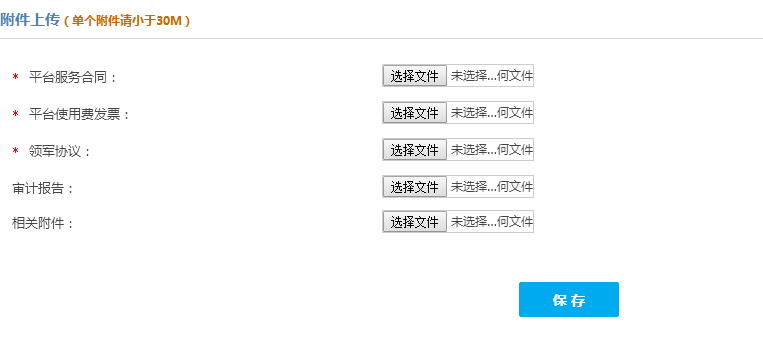 附件上传（单个附件请小于30M）
* 平台服务合同： 选择文件 未选择...何文件
* 平台使用费发票： 选择文件 未选择...何文件
* 领军协议： 选择文件 未选择...何文件
审计报告： 选择文件 未选择...何文件
相关附件： 选择文件 未选择...何文件
保存